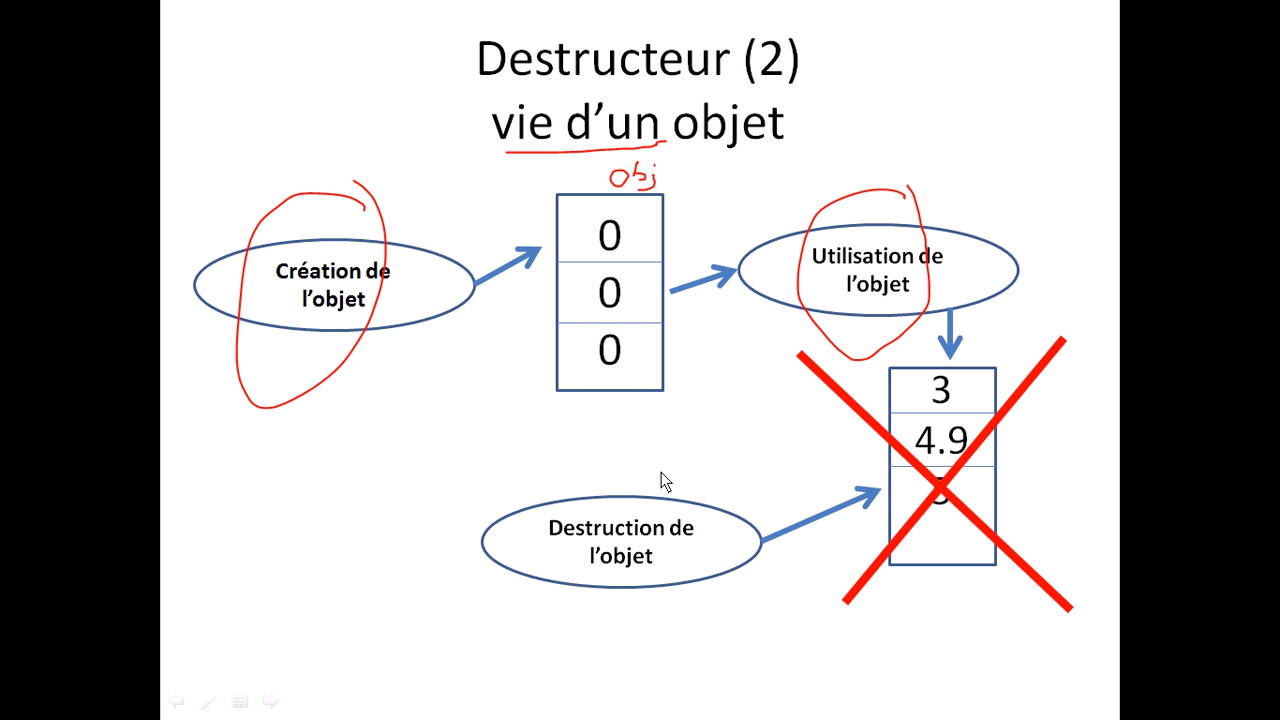 Destructeur (2)
vie d'un objet
obj
Création de
l'objet
0
0
0
Utilisation de
l'objet
3
4.9
Destruction de
l'objet